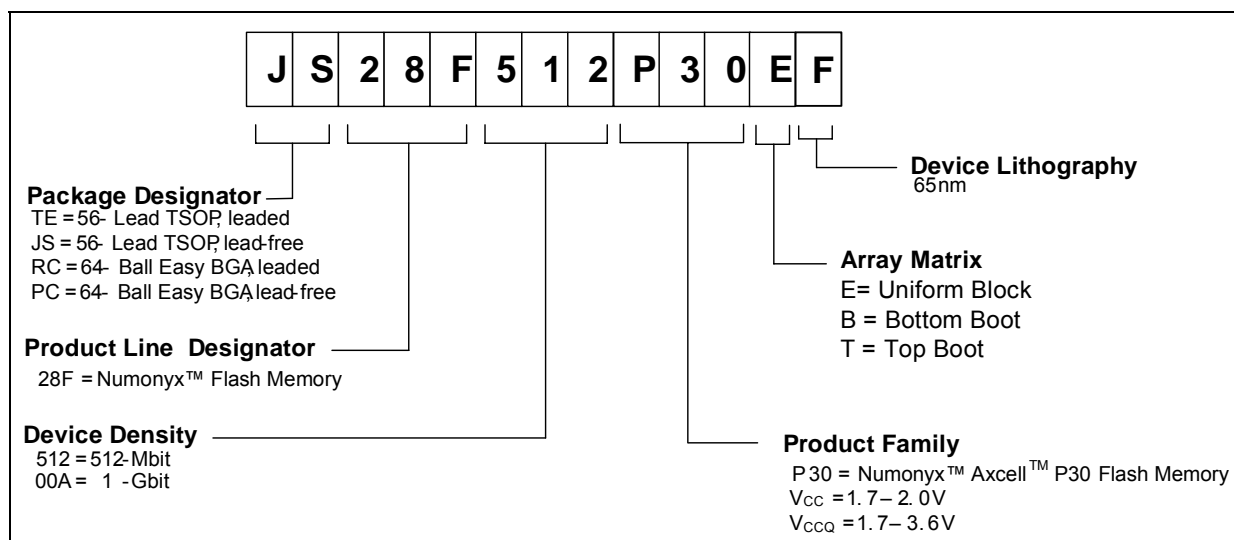 J S 2 8 F 5 1 2 P 3 0 E F
Package Designator
TE = 56- Lead TSOP, leaded
JS = 56- Lead TSOP, lead-free
RC = 64- Ball Easy BGA, leaded
PC = 64- Ball Easy BGA, lead-free
Product Line Designator
28F = Numonyx™ Flash Memory
Device Density
512 = 512-Mbit
00A = 1 -Gbit
Device Lithography
65nm
Array Matrix
E= Uniform Block
B = Bottom Boot
T = Top Boot
Product Family
P30 = Numonyx™ Axcell™ P30 Flash Memory
VCC = 1.7 – 2.0V
VCCQ = 1.7 – 3.6V